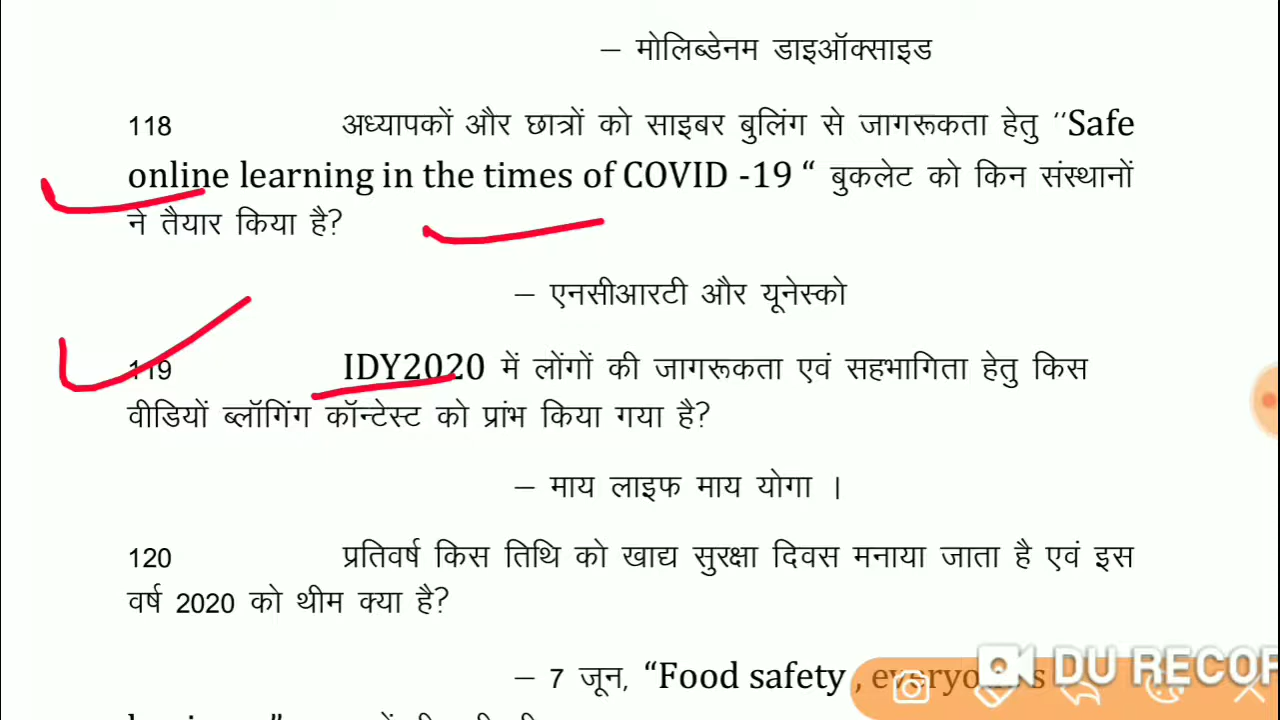 – मोलिब्डेनम डाइऑक्साइड
118 अध्यापकों और छात्रों को साइबर बुलिंग से जागरूकता हेतु ‘‘Safe
online learning in the times of COVID -19 “ बुकलेट को किन संस्थानों
ने तैयार किया है?
– एनसीआरटी और यूनेस्को
119 IDY2020 में लोंगों की जागरूकता एवं सहभागिता हेतु किस
वीडियों ब्लॉगिंग कॉन्टेस्ट को प्रांभ किया गया है?
– माय लाइफ माय योगा ।
120 प्रतिवर्ष किस तिथि को खाद्य सुरक्षा दिवस मनाया जाता है एवं इस
वर्ष 2020 को थीम क्या है?
– 7 जून, “Food safety ,
DU RECOR